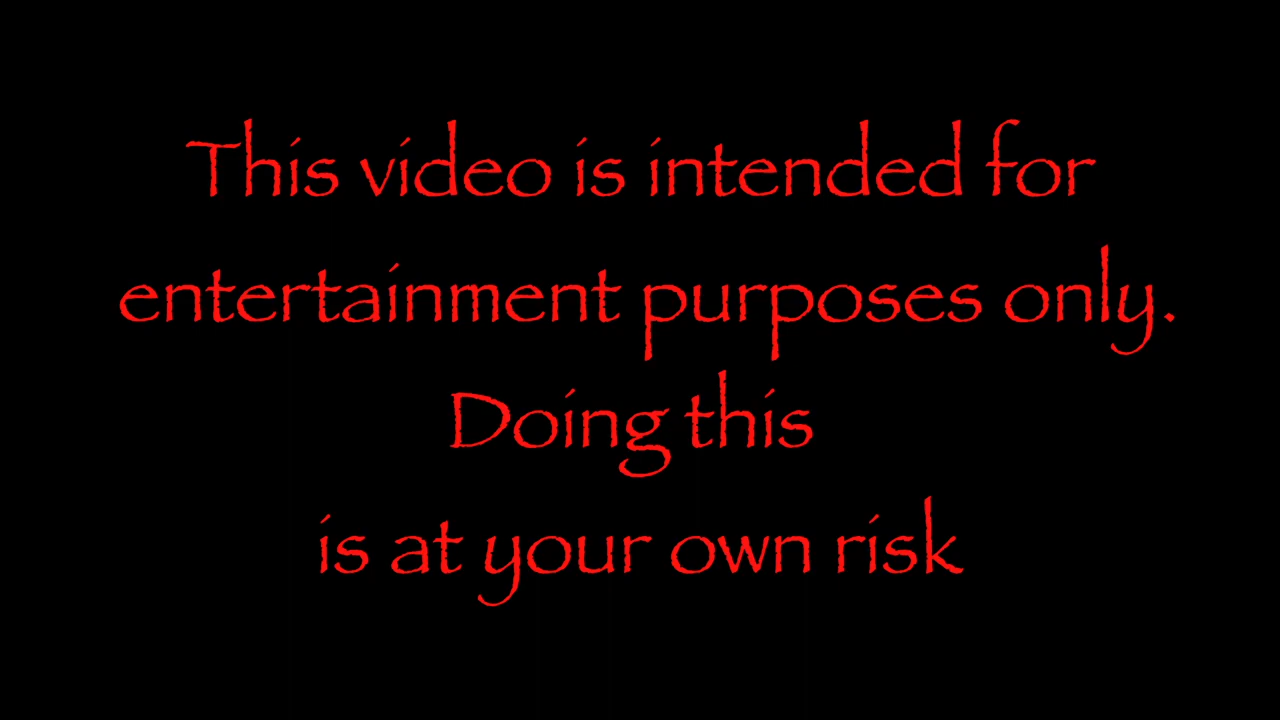 This video is intended for
entertainment purposes only.
Doing this
is at your own risk